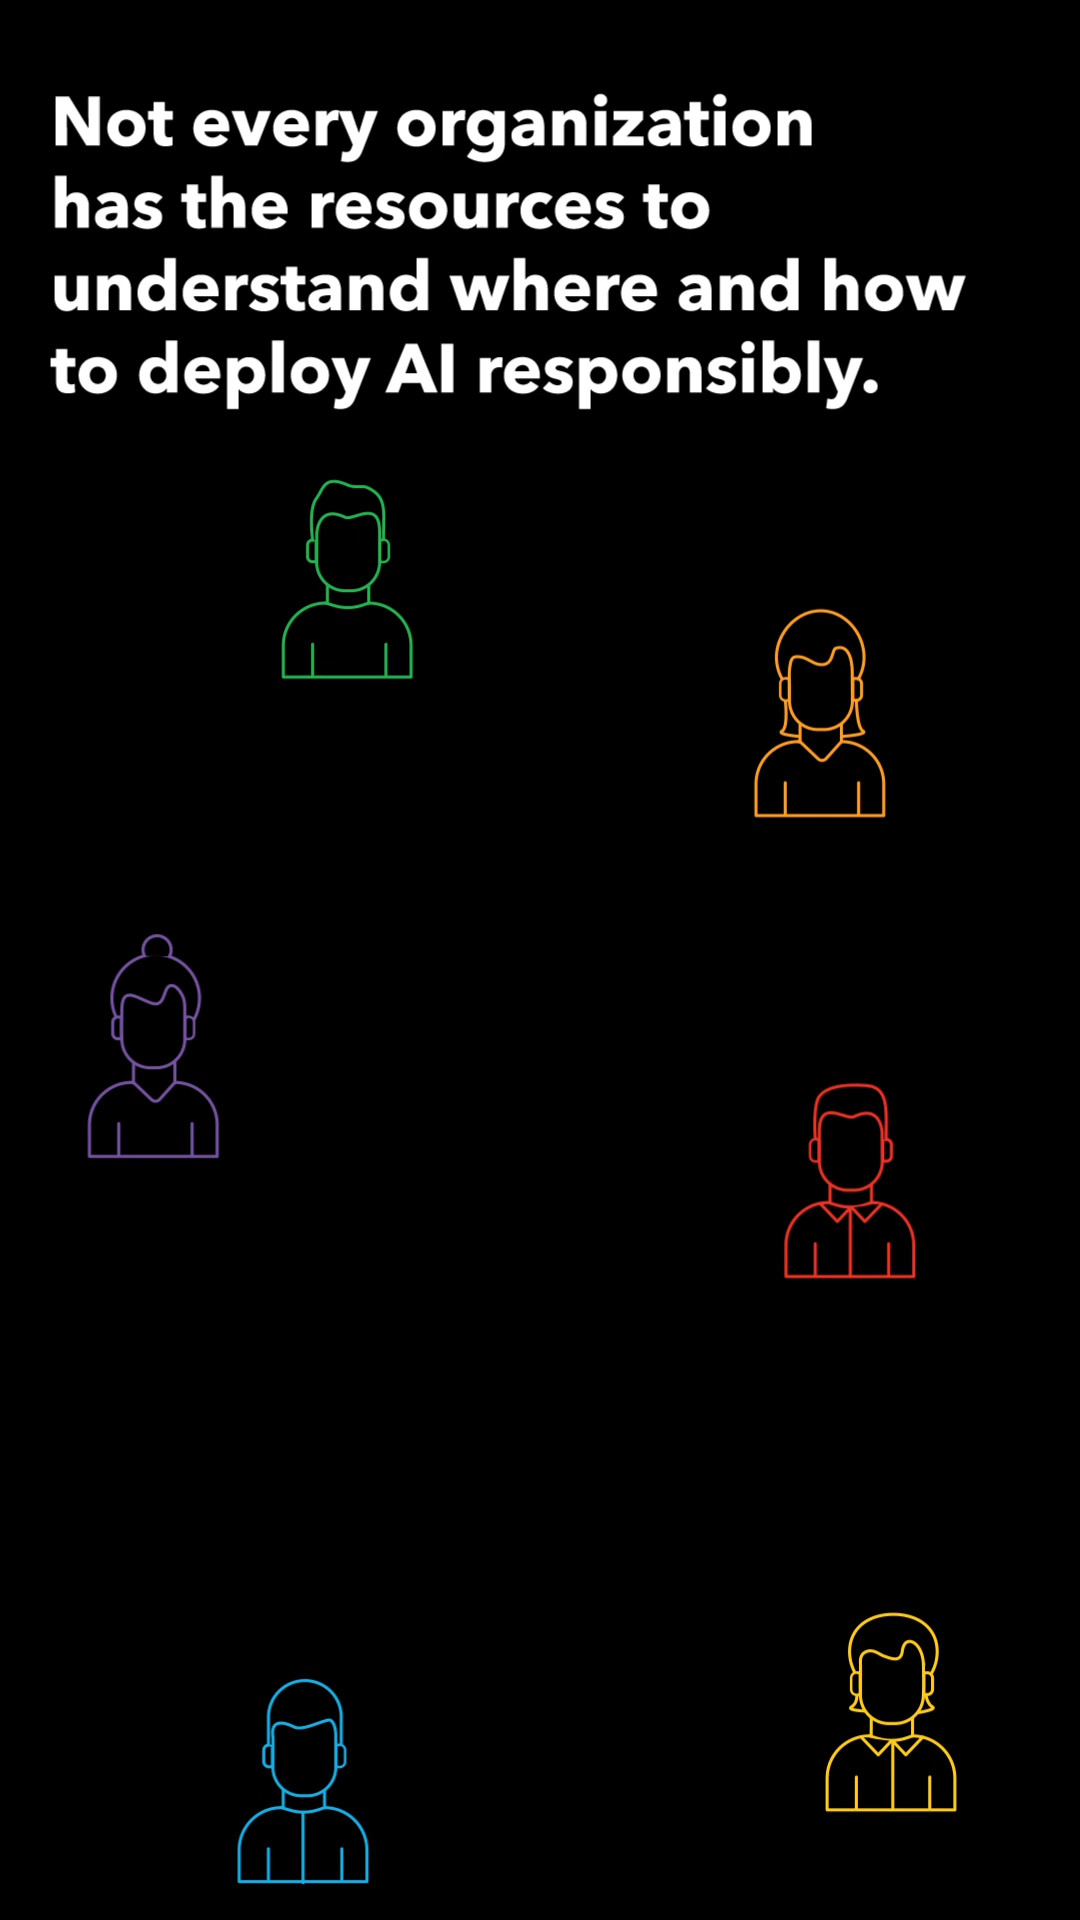 Not every organization
has the resources to
understand where and how
to deploy AI responsibly.